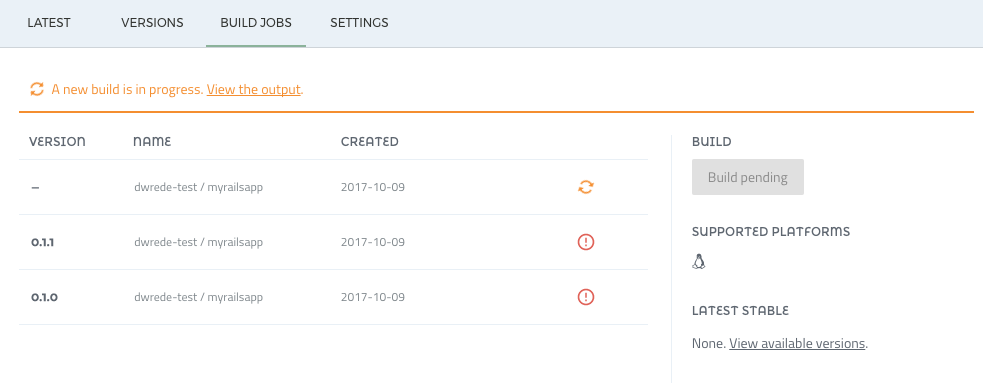 LATEST VERSIONS BUILD JOBS SETTINGS
A new build is in progress. View the output.
VERSION NAME CREATED
– dwrede-test / myrailsapp 2017-10-09
0.1.1 dwrede-test / myrailsapp 2017-10-09
0.1.0 dwrede-test / myrailsapp 2017-10-09
BUILD
Build pending
SUPPORTED PLATFORMS
LATEST STABLE
None. View available versions.